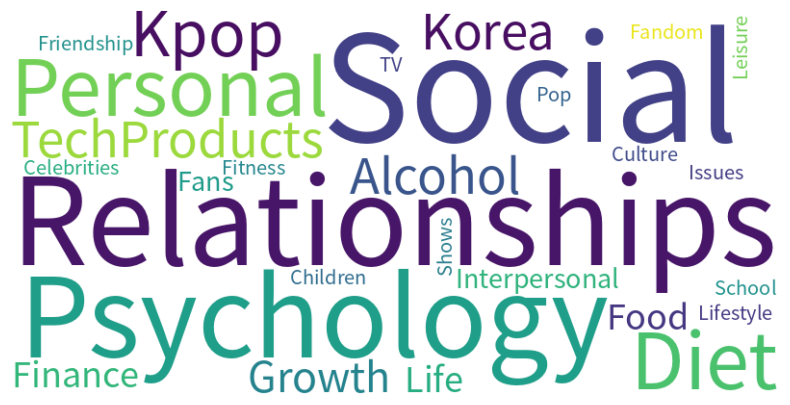 Friendship
Kpop
Korea
Fandom
Leisure
Personal
Social
TV
Pop
TechProducts
Culture
Celebrities
Fitness
Fans
Alcohol
Issues
Relationships
Shows
Psychology
Children
Interpersonal
School
Food
Lifestyle
Finance
Growth
Life
Diet